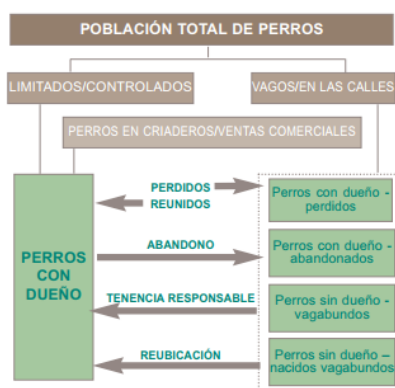 POBLACIÓN TOTAL DE PERROS
LIMITADOS/CONTROLADOS
VAGOS/EN LAS CALLES
PERROS EN CRIADEROS/VENTAS COMERCIALES
PERROS
CON
DUEÑO
PERDIDOS
REUNIDOS
Perros con dueño -
perdidos
ABANDONO
Perros con dueño -
abandonados
TENENCIA RESPONSABLE
Perros sin dueño -
vagabundos
REUBICACIÓN
Perros sin dueño –
nacidos vagabundos